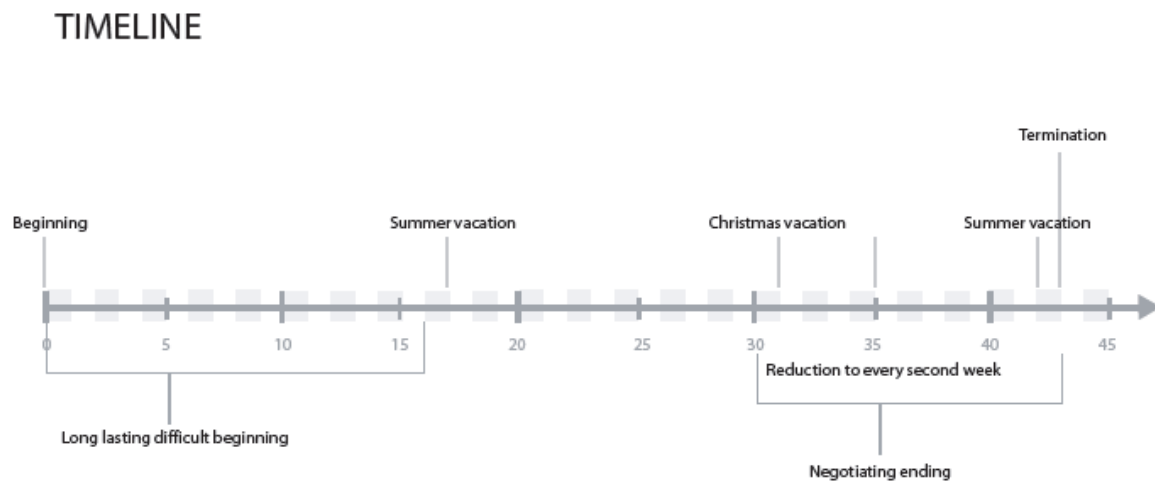 TIMELINE
Termination
Beginning
Summer vacation
Christmas vacation
Summer vacation
0 5 10 15 20 25 30 35 40 45
Reduction to every second week
Long lasting difficult beginning
Negotiating ending